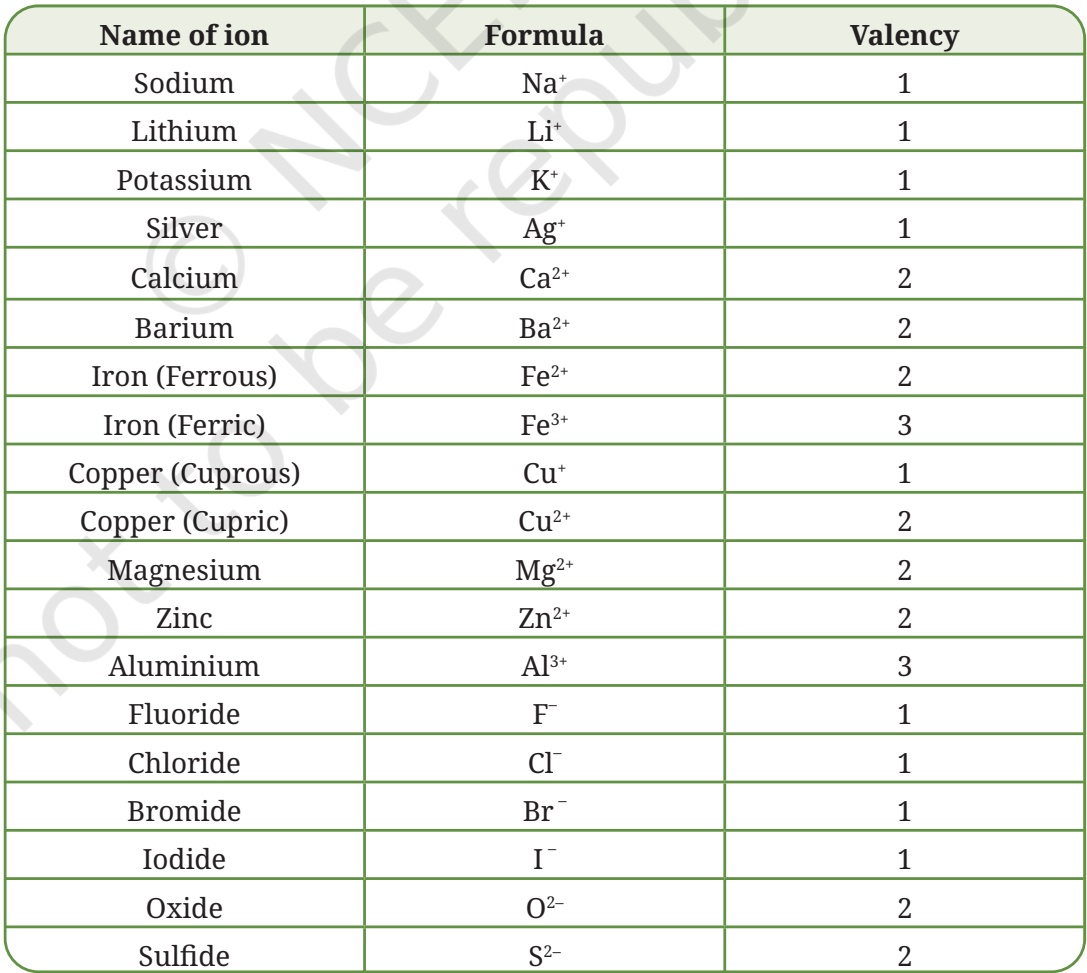 Name of ion Formula Valency
Sodium Na⁺ 1
Lithium Li⁺ 1
Potassium K⁺ 1
Silver Ag⁺ 1
Calcium Ca²⁺ 2
Barium Ba²⁺ 2
Iron (Ferrous) Fe²⁺ 2
Iron (Ferric) Fe³⁺ 3
Copper (Cuprous) Cu⁺ 1
Copper (Cupric) Cu²⁺ 2
Magnesium Mg²⁺ 2
Zinc Zn²⁺ 2
Aluminium Al³⁺ 3
Fluoride F⁻ 1
Chloride Cl⁻ 1
Bromide Br⁻ 1
Iodide I⁻ 1
Oxide O²⁻ 2
Sulfide S²⁻ 2
©
not to be